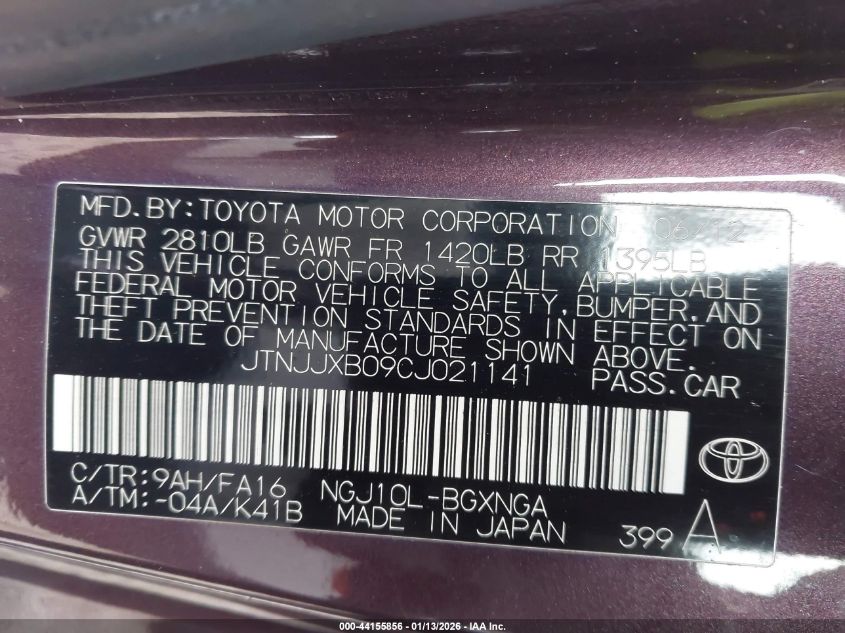 MFD.BY:TOYOTA MOTOR CORPORATION 06/12
GVWR 2810LB GAWR FR 1420LB RR 1395LB
THIS VEHICLE CONFORMS TO ALL APPLICABLE
FEDERAL MOTOR VEHICLE SAFETY,BUMPER,AND
THEFT PREVENTION STANDARDS IN EFFECT ON
THE DATE OF MANUFACTURE SHOWN ABOVE.
JTNJJXB09CJ021141 PASS.CAR
C/TR:9AH/FA16 NGJ10L-BGXNGA
A/TM:-04A/K41B MADE IN JAPAN 399 A
000-44155856 | 01/13/2026 | IAA Inc.